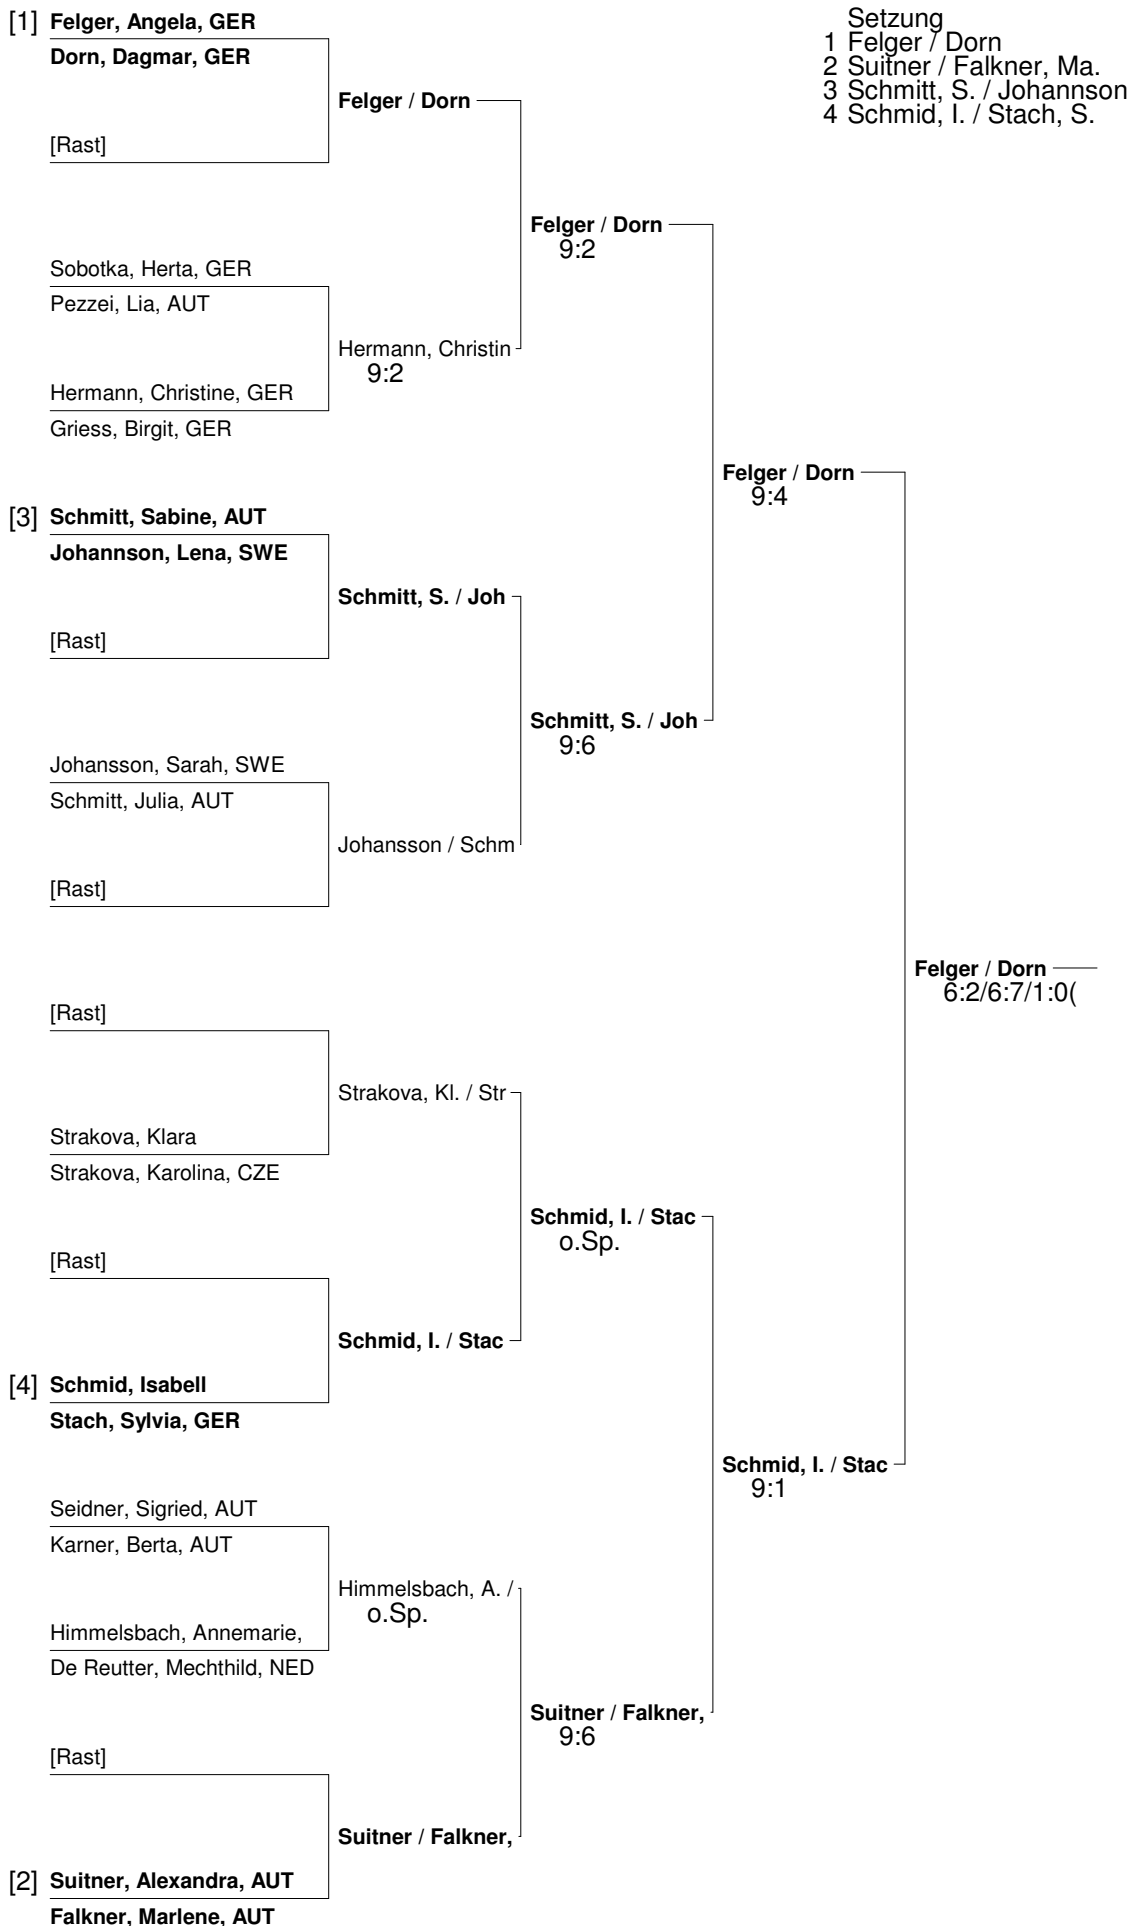 [1] Felger, Angela, GER
Dorn, Dagmar, GER
[Rast]
Sobotka, Herta, GER
Pezzei, Lia, AUT
Hermann, Christine, GER
Griess, Birgit, GER
[3] Schmitt, Sabine, AUT
Johannson, Lena, SWE
[Rast]
Johansson, Sarah, SWE
Schmitt, Julia, AUT
[Rast]
[Rast]
Strakova, Klara
Strakova, Karolina, CZE
[Rast]
[4] Schmid, Isabell
Stach, Sylvia, GER
Seidner, Sigried, AUT
Karner, Berta, AUT
Himmelsbach, Annemarie,
De Reutter, Mechthild, NED
[Rast]
[2] Suitner, Alexandra, AUT
Falkner, Marlene, AUT
Felger / Dorn
Hermann, Christin
9:2
Schmitt, S. / Joh
Johansson / Schm
Strakova, Kl. / Str
Schmid, I. / Stac
Himmelsbach, A. /
o.Sp.
Suitner / Falkner,
Felger / Dorn
9:2
Schmitt, S. / Joh
9:6
Schmid, I. / Stac
o.Sp.
Suitner / Falkner,
9:6
Felger / Dorn
9:4
Schmid, I. / Stac
9:1
Felger / Dorn
6:2/6:7/1:0(
Setzung
1 Felger / Dorn
2 Suitner / Falkner, Ma.
3 Schmitt, S. / Johannson
4 Schmid, I. / Stach, S.